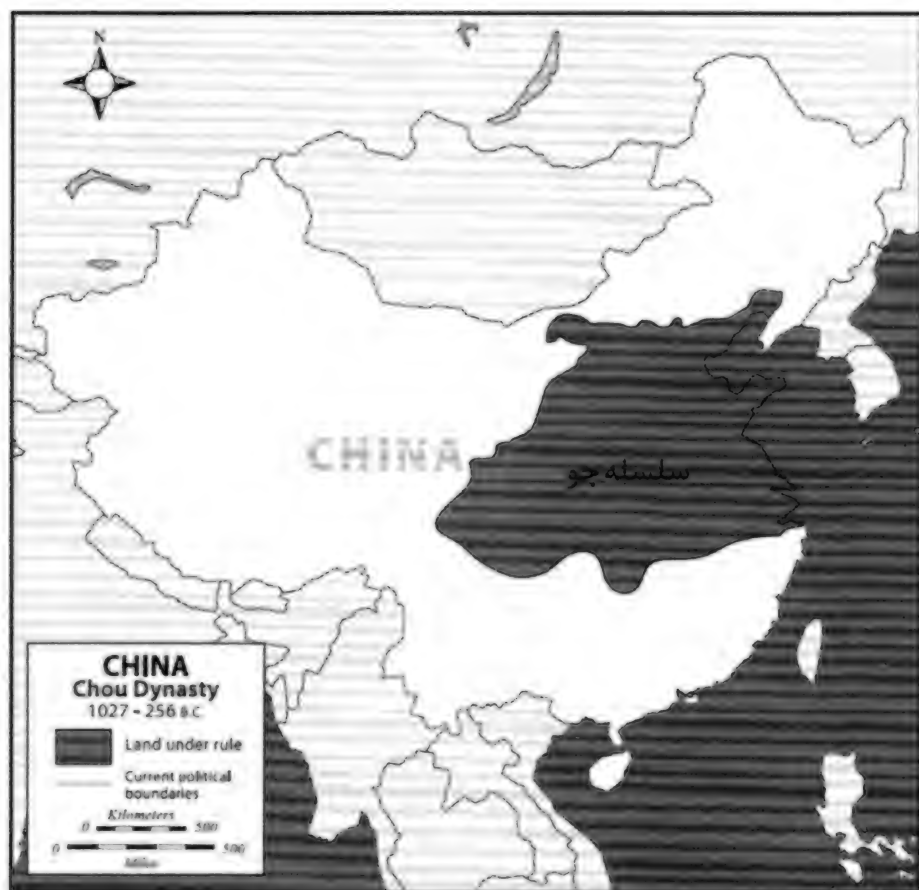 N
CHINA
سلسله چو
CHINA
Chou Dynasty
1027 – 256 B.C.
Land under rule
Current political
boundaries
Kilometers
0 500
0 500
Miles